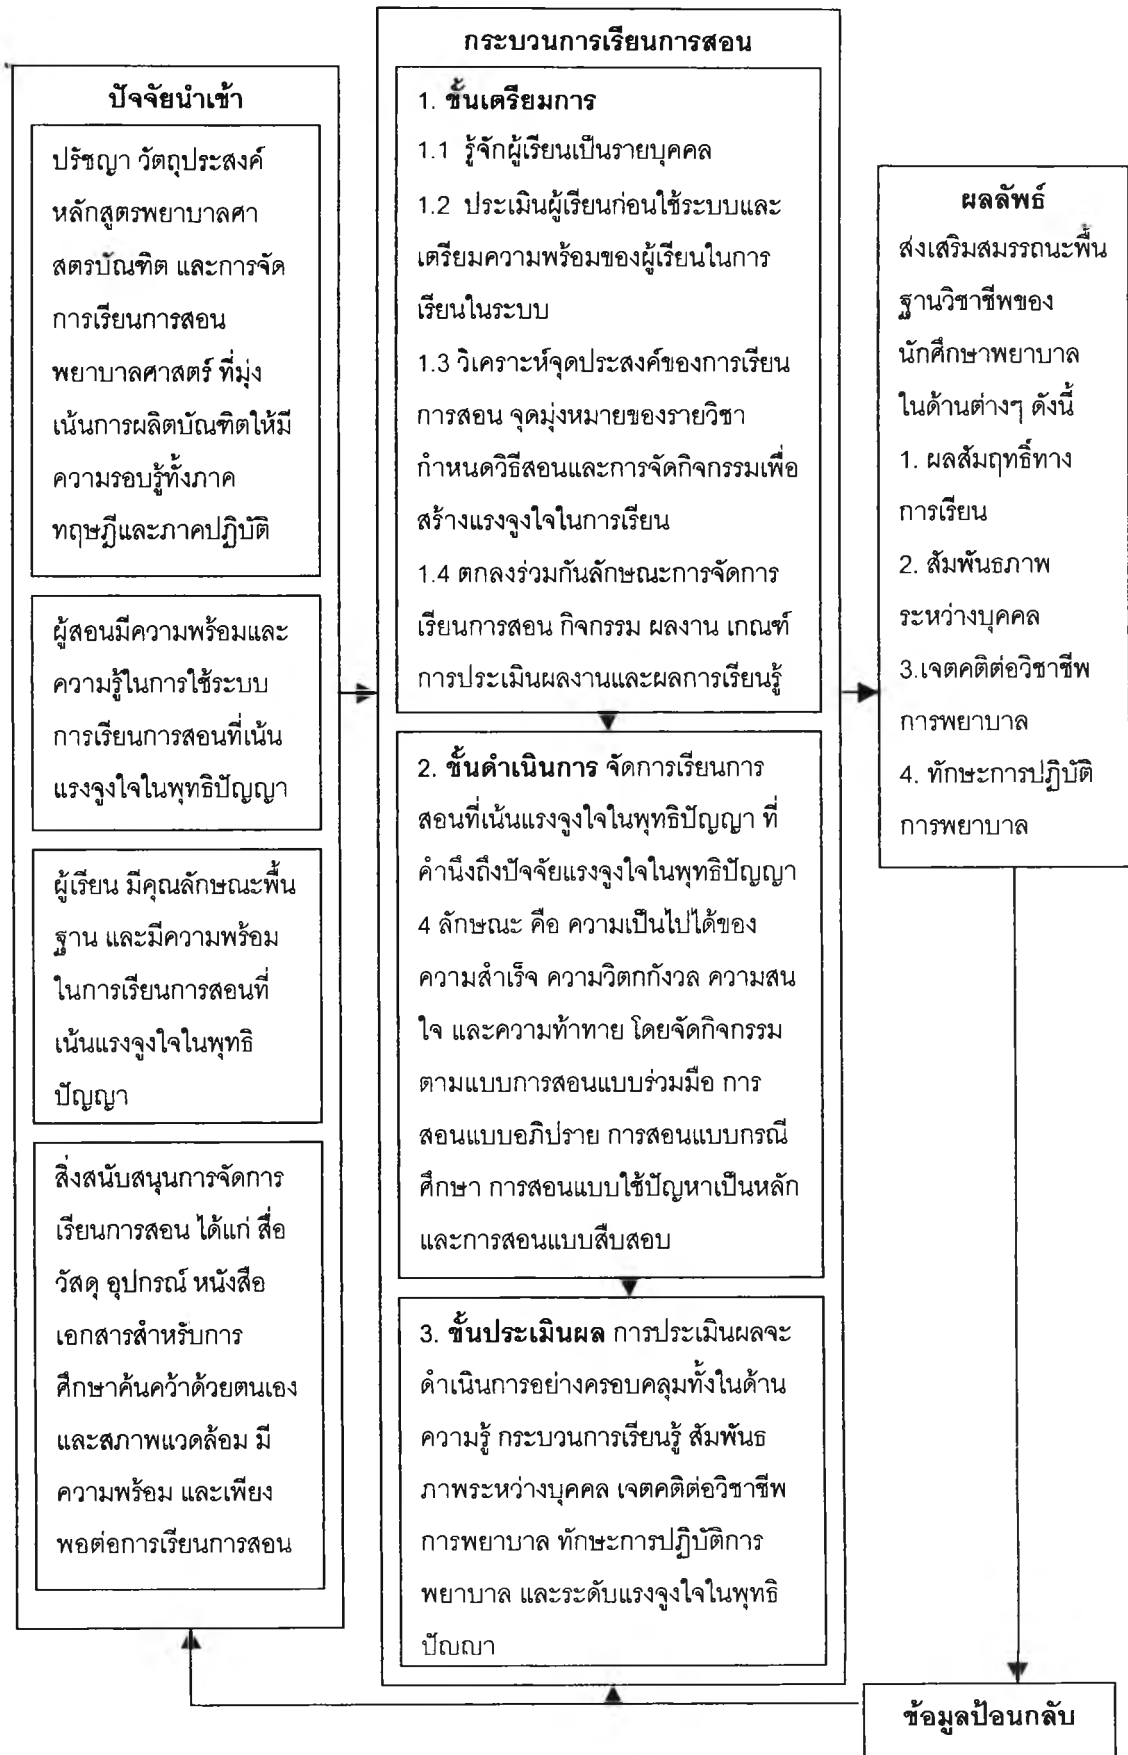 ปัจจัยนำเข้า
ปรัชญา วัตถุประสงค์
หลักสูตรพยาบาลศา
สตรบัณฑิต และการจัด
การเรียนการสอน
พยาบาลศาสตร์ ที่มุ่ง
เน้นการผลิตบัณฑิตให้มี
ความรอบรู้ทั้งภาค
ทฤษฎีและภาคปฏิบัติ
ผู้สอนมีความพร้อมและ
ความรู้ในการใช้ระบบ
การเรียนการสอนที่เน้น
แรงจูงใจในพุทธิปัญญา
ผู้เรียน มีคุณลักษณะพื้น
ฐาน และมีความพร้อม
ในการเรียนการสอนที่
เน้นแรงจูงใจในพุทธิ
ปัญญา
สิ่งสนับสนุนการจัดการ
เรียนการสอน ได้แก่ สื่อ
วัสดุ อุปกรณ์ หนังสือ
เอกสารสำหรับการ
ศึกษาค้นคว้าด้วยตนเอง
และสภาพแวดล้อม มี
ความพร้อม และเพียง
พอต่อการเรียนการสอน
กระบวนการเรียนการสอน
1. ขั้นเตรียมการ
1.1 รู้จักผู้เรียนเป็นรายบุคคล
1.2 ประเมินผู้เรียนก่อนใช้ระบบและ
เตรียมความพร้อมของผู้เรียนในการ
เรียนในระบบ
1.3 วิเคราะห์จุดประสงค์ของการเรียน
การสอน จุดมุ่งหมายของรายวิชา
กำหนดวิธีสอนและการจัดกิจกรรมเพื่อ
สร้างแรงจูงใจในการเรียน
1.4 ตกลงร่วมกันลักษณะการจัดการ
เรียนการสอน กิจกรรม ผลงาน เกณฑ์
การประเมินผลงานและผลการเรียนรู้
2. ขั้นดำเนินการ จัดการเรียนการ
สอนที่เน้นแรงจูงใจในพุทธิปัญญา ที่
คำนึงถึงปัจจัยแรงจูงใจในพุทธิปัญญา
4 ลักษณะ คือ ความเป็นไปได้ของ
ความสำเร็จ ความวิตกกังวล ความสน
ใจ และความท้าทาย โดยจัดกิจกรรม
ตามแบบการสอนแบบร่วมมือ การ
สอนแบบอภิปราย การสอนแบบกรณี
ศึกษา การสอนแบบใช้ปัญหาเป็นหลัก
และการสอนแบบสืบสอบ
3. ขั้นประเมินผล การประเมินผลจะ
ดำเนินการอย่างครอบคลุมทั้งในด้าน
ความรู้ กระบวนการเรียนรู้ สัมพันธ
ภาพระหว่างบุคคล เจตคติต่อวิชาชีพ
การพยาบาล ทักษะการปฏิบัติการ
พยาบาล และระดับแรงจูงใจในพุทธิ
ปัญญา
ผลลัพธ์
ส่งเสริมสมรรถนะพื้น
ฐานวิชาชีพของ
นักศึกษาพยาบาล
ในด้านต่างๆ ดังนี้
1. ผลสัมฤทธิ์ทาง
การเรียน
2. สัมพันธภาพ
ระหว่างบุคคล
3.เจตคติต่อวิชาชีพ
การพยาบาล
4. ทักษะการปฏิบัติ
การพยาบาล
ข้อมูลป้อนกลับ